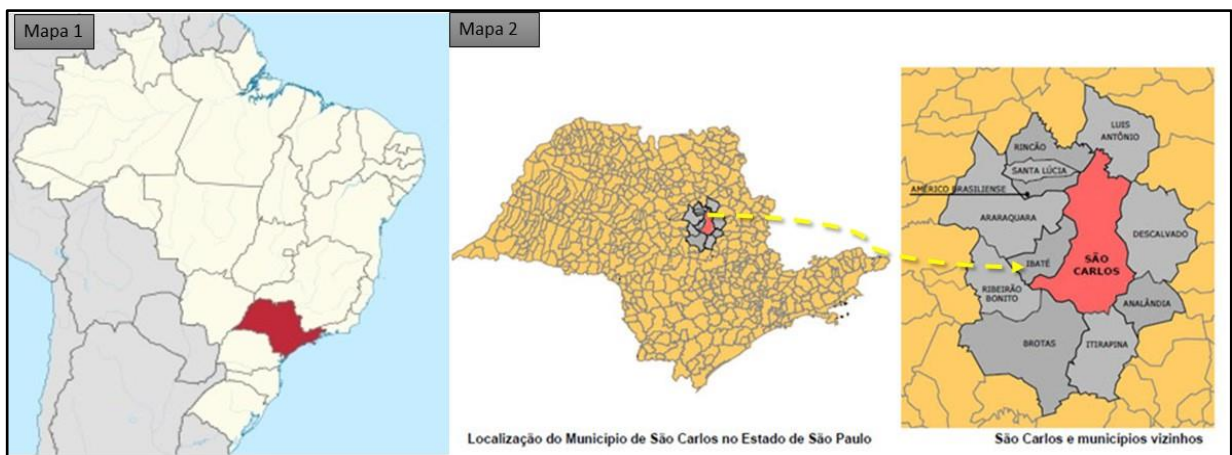 Mapa 1
Mapa 2
LUIS
ANTÔNIO
RINCÃO
SANTA LÚCIA
AMÉRICO BRASILIENSE
ARARAQUARA
DESCALVADO
IBATÉ
SÃO
CARLOS
RIBEIRÃO
BONITO
ANALÂNDIA
BROTAS
ITIRAPINA
Localização do Município de São Carlos no Estado de São Paulo
São Carlos e municípios vizinhos